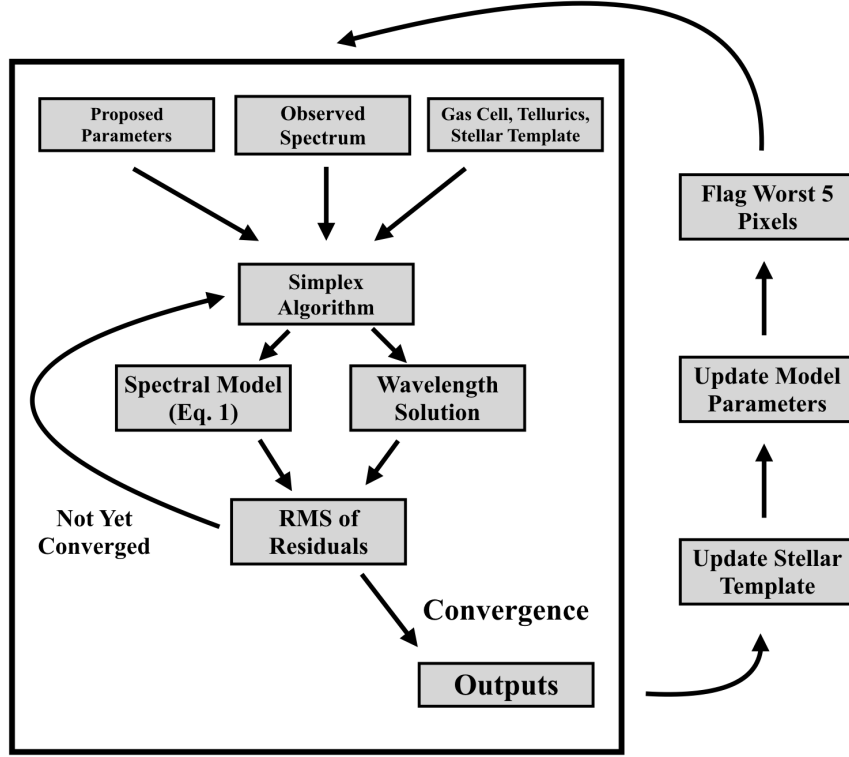 Proposed
Parameters
Observed
Spectrum
Gas Cell, Tellurics,
Stellar Template
Simplex
Algorithm
Spectral Model
(Eq. 1)
Wavelength
Solution
RMS of
Residuals
Not Yet
Converged
Convergence
Outputs
Flag Worst 5
Pixels
Update Model
Parameters
Update Stellar
Template